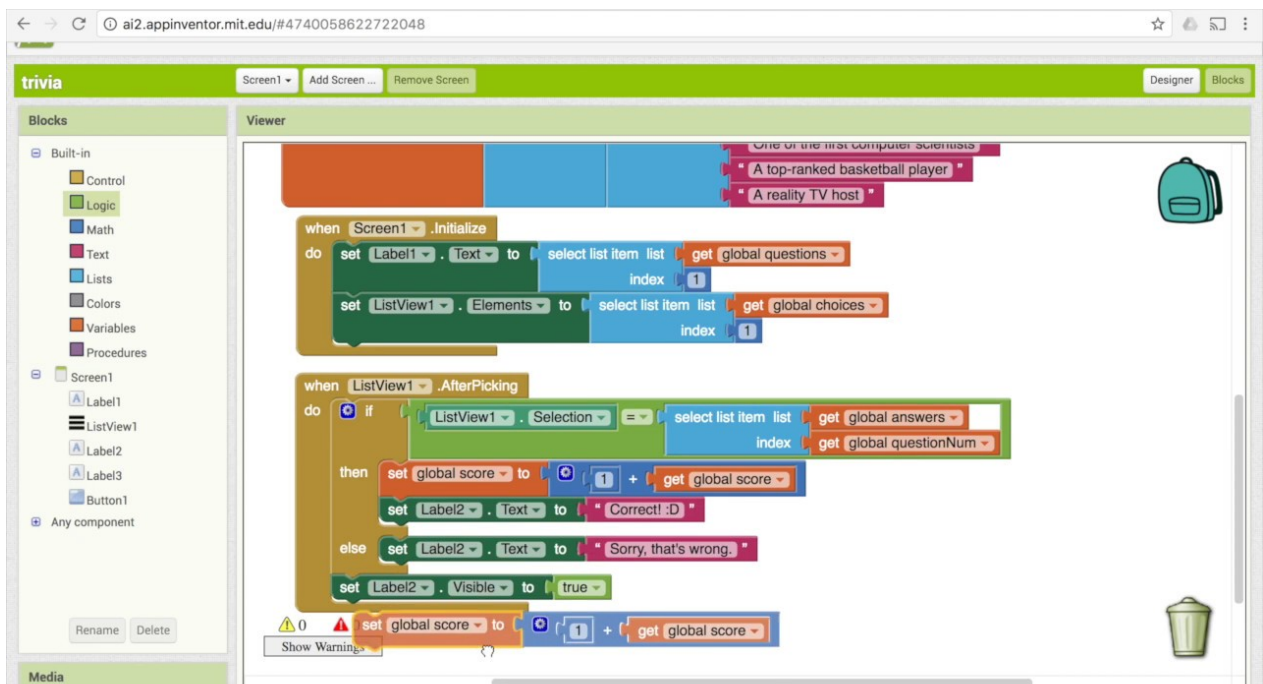 ai2.appinventor.mit.edu/#4740058622722048
trivia
Screen1
Add Screen ...
Remove Screen
Designer
Blocks
Blocks
Viewer
Built-in
Control
Logic
Math
Text
Lists
Colors
Variables
Procedures
Screen1
Label1
ListView1
Label2
Label3
Button1
Any component
Rename
Delete
Media
One of the first computer scientists
" A top-ranked basketball player "
" A reality TV host "
when Screen1 .Initialize
do set Label1 . Text to select list item list get global questions
index 1
set ListView1 . Elements to select list item list get global choices
index 1
when ListView1 .AfterPicking
do if ListView1 . Selection = select list item list get global answers
index get global questionNum
then set global score to 1 + get global score
set Label2 . Text to " Correct! :D "
else set Label2 . Text to " Sorry, that's wrong. "
set Label2 . Visible to true
0 set global score to 1 + get global score
Show Warnings